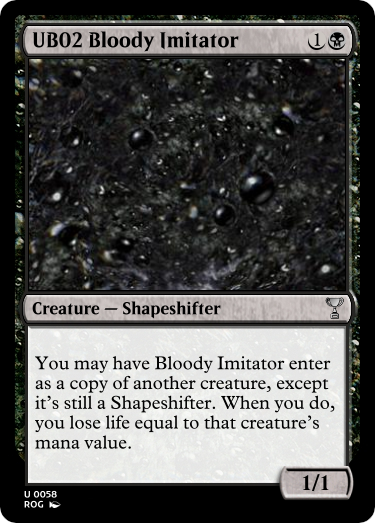 UB02 Bloody Imitator 1
Creature — Shapeshifter
You may have Bloody Imitator enter
as a copy of another creature, except
it's still a Shapeshifter. When you do,
you lose life equal to that creature's
mana value.
1/1
U 0058
ROG